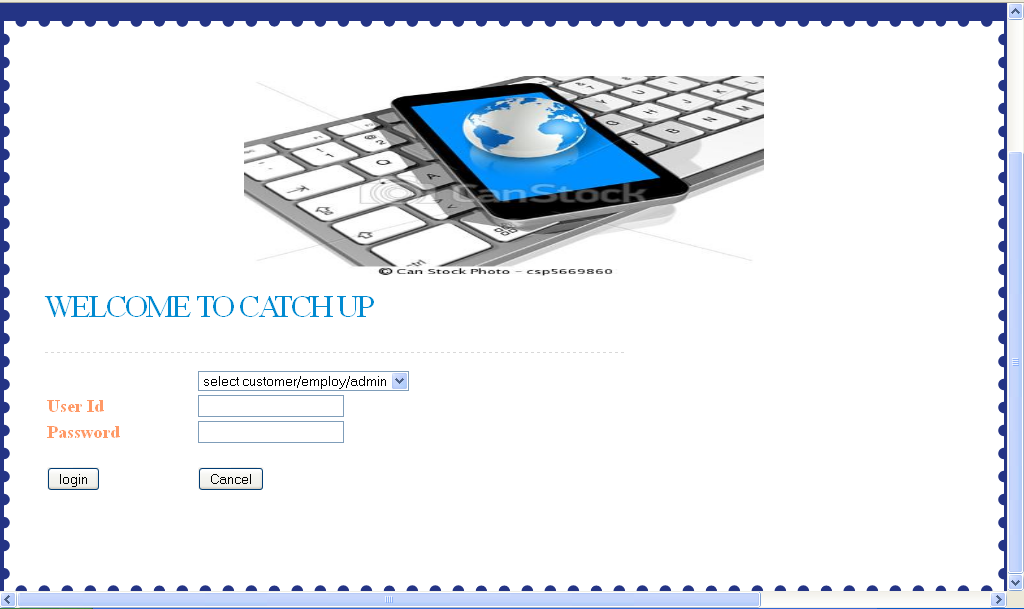 CanStock
© Can Stock Photo - csp5669860
WELCOME TO CATCH UP
select customer/employ/admin
User Id
Password
login
Cancel